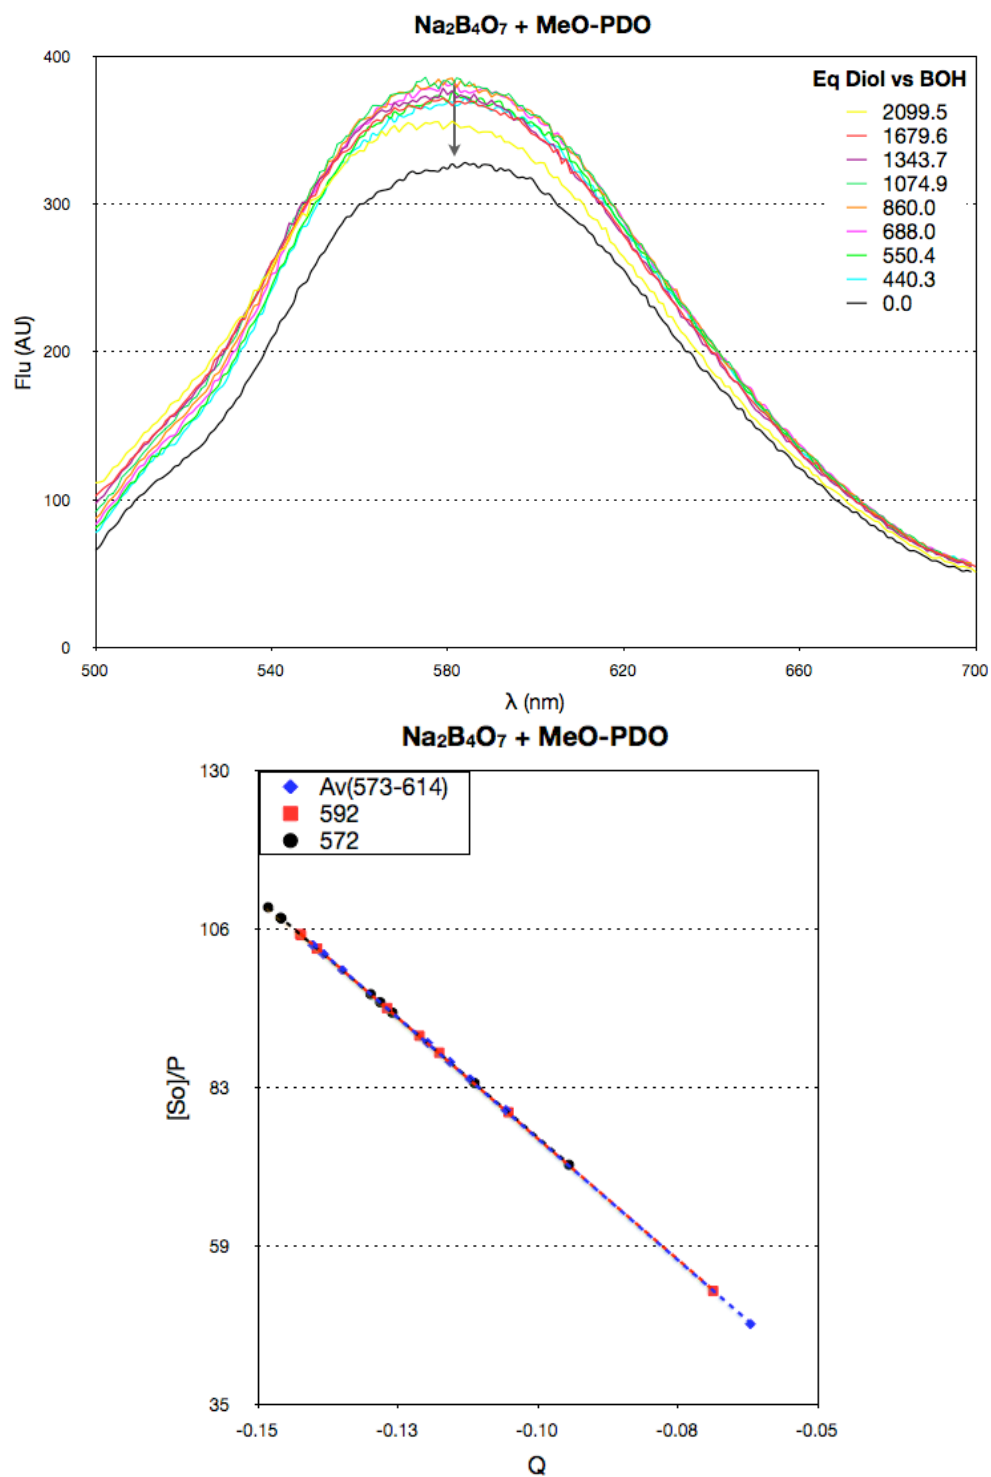 Na₂B₄O₇ + MeO-PDO
400
300
200
100
0
Flu (AU)
Eq Diol vs BOH
2099.5
1679.6
1343.7
1074.9
860.0
688.0
550.4
440.3
0.0
500 540 580 620 660 700
λ (nm)
Na₂B₄O₇ + MeO-PDO
130
106
83
59
35
[So]/P
Av(573-614)
592
572
-0.15 -0.13 -0.10 -0.08 -0.05
Q